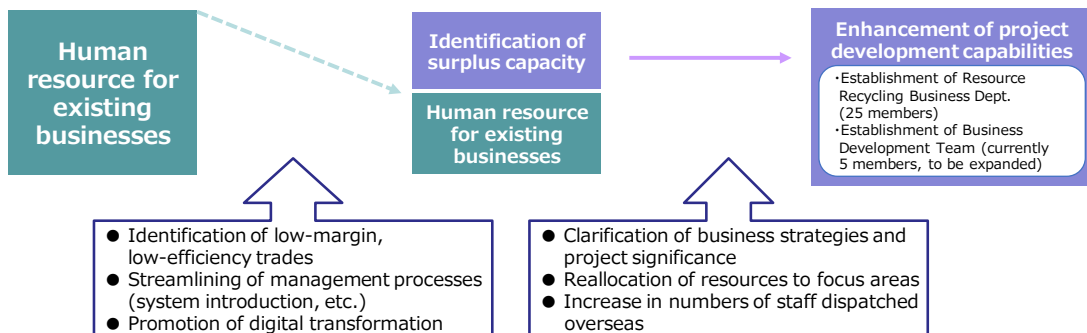 Human
resource for
existing
businesses
Identification of
surplus capacity
Human resource
for existing
businesses
Enhancement of project
development capabilities
・Establishment of Resource
Recycling Business Dept.
(25 members)
・Establishment of Business
Development Team (currently
5 members, to be expanded)
● Identification of low-margin,
low-efficiency trades
● Streamlining of management processes
(system introduction, etc.)
● Promotion of digital transformation
● Clarification of business strategies and
project significance
● Reallocation of resources to focus areas
● Increase in numbers of staff dispatched
overseas